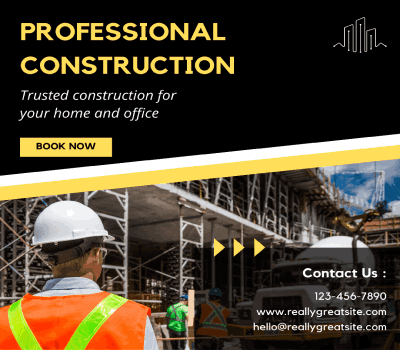 PROFESSIONAL
CONSTRUCTION
Trusted construction for
your home and office
BOOK NOW
Contact Us :
123-456-7890
www.reallygreatsite.com
hello@reallygreatsite.com